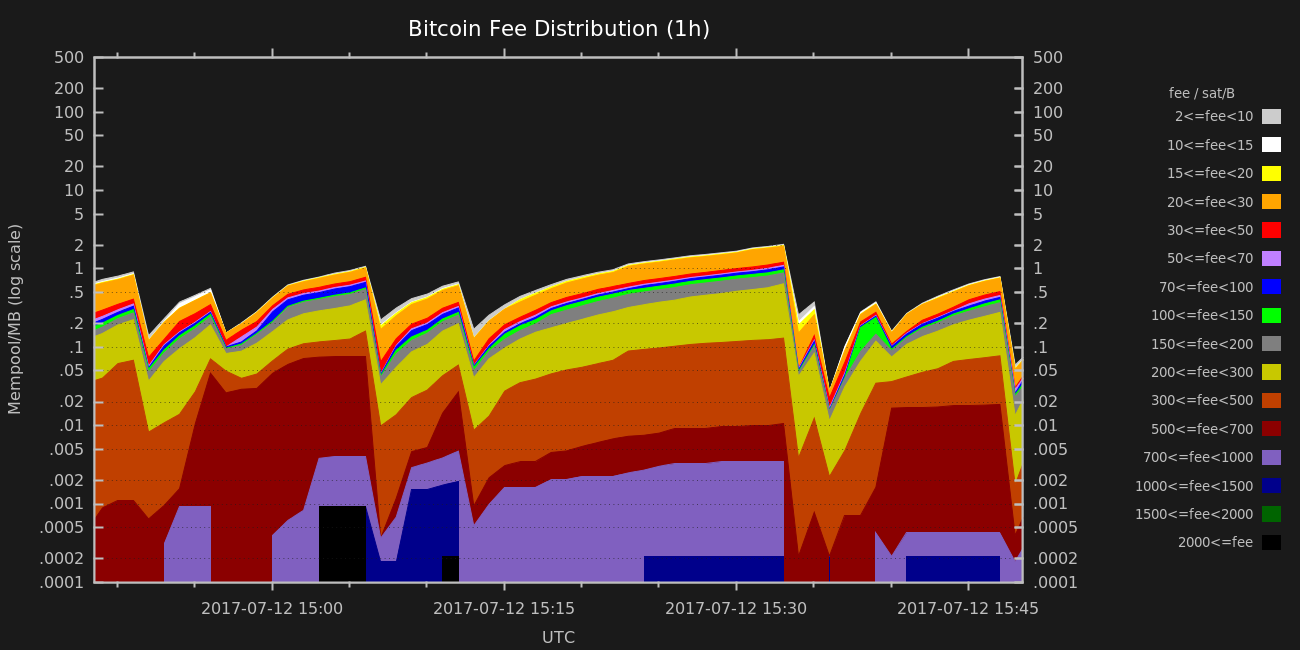 Bitcoin Fee Distribution (1h)
500
200
100
50
20
10
5
2
1
.5
.2
.1
.05
.02
.01
.005
.002
.001
.0005
.0002
.0001
Mempool/MB (log scale)
500
200
100
50
20
10
5
2
1
.5
.2
.1
.05
.02
.01
.005
.002
.001
.0005
.0002
.0001
2017-07-12 15:00
2017-07-12 15:15
2017-07-12 15:30
2017-07-12 15:45
UTC
fee / sat/B
2<=fee<10
10<=fee<15
15<=fee<20
20<=fee<30
30<=fee<50
50<=fee<70
70<=fee<100
100<=fee<150
150<=fee<200
200<=fee<300
300<=fee<500
500<=fee<700
700<=fee<1000
1000<=fee<1500
1500<=fee<2000
2000<=fee